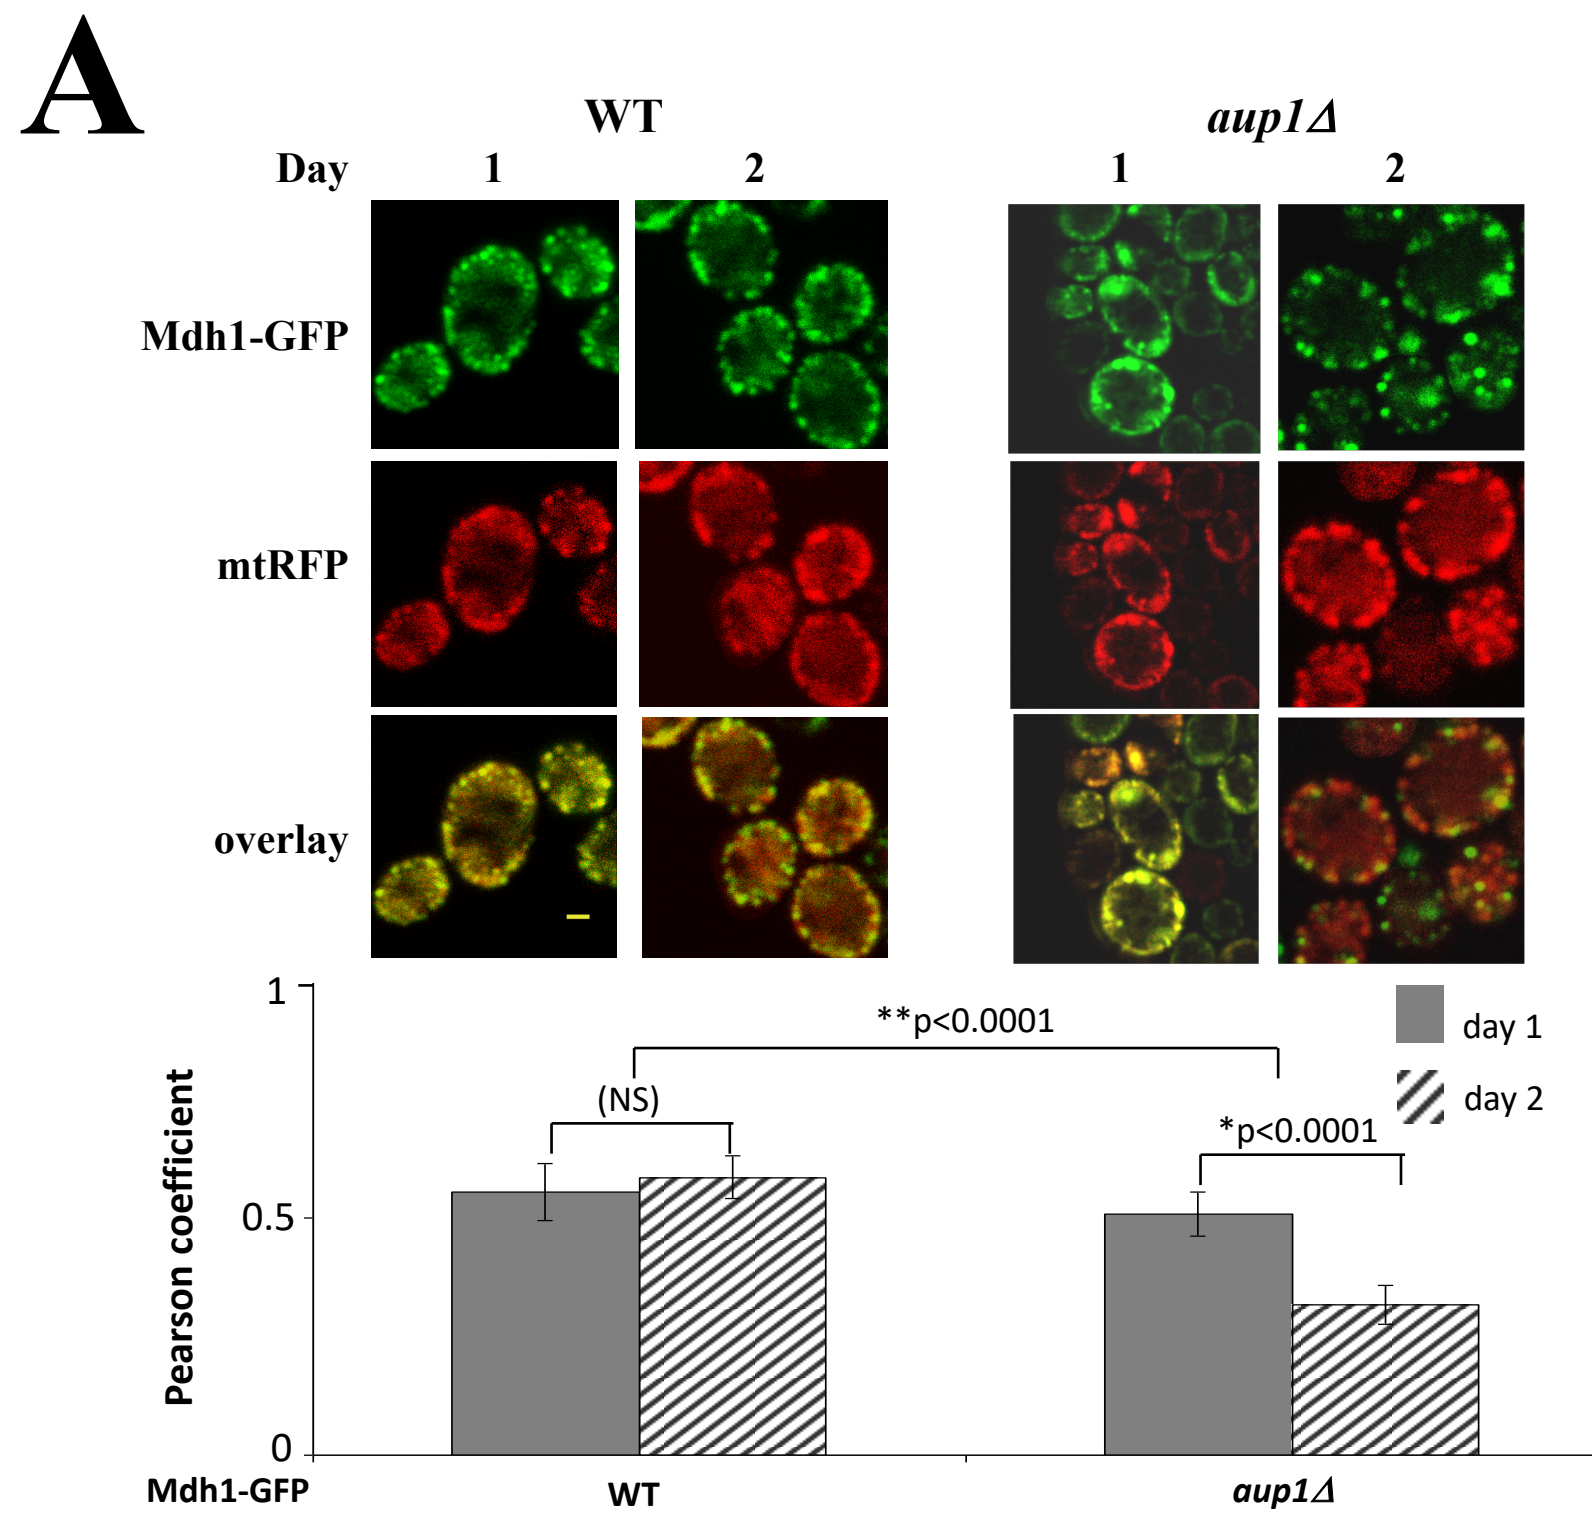 A
WT
aup1Δ
Day 1 2 1 2
Mdh1-GFP
mtRFP
overlay
1
**p<0.0001
day 1
(NS)
day 2
*p<0.0001
Pearson coefficient
0.5
0
Mdh1-GFP WT aup1Δ